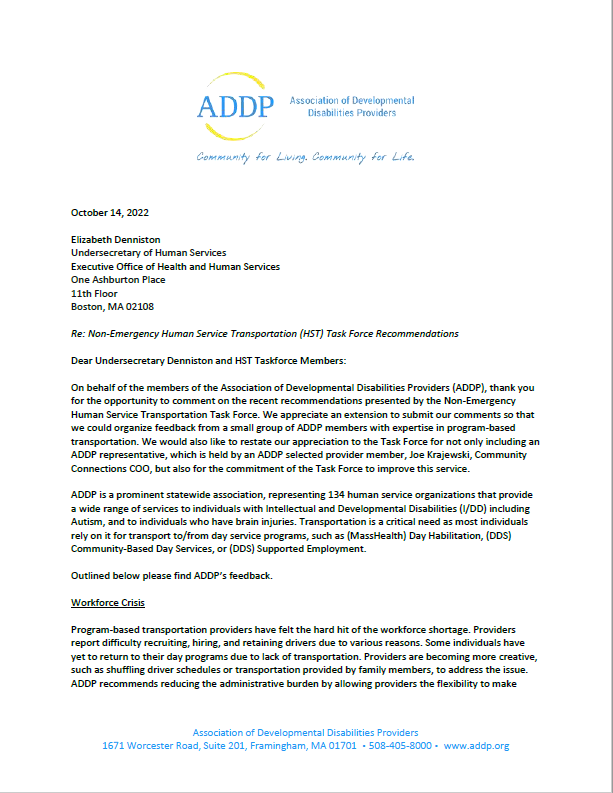 ADDP
Association of Developmental
Disabilities Providers
Community for Living. Community for Life.
October 14, 2022
Elizabeth Denniston
Undersecretary of Human Services
Executive Office of Health and Human Services
One Ashburton Place
11th Floor
Boston, MA 02108
Re: Non-Emergency Human Service Transportation (HST) Task Force Recommendations
Dear Undersecretary Denniston and HST Taskforce Members:
On behalf of the members of the Association of Developmental Disabilities Providers (ADDP), thank you
for the opportunity to comment on the recent recommendations presented by the Non-Emergency
Human Service Transportation Task Force. We appreciate an extension to submit our comments so that
we could organize feedback from a small group of ADDP members with expertise in program-based
transportation. We would also like to restate our appreciation to the Task Force for not only including an
ADDP representative, which is held by an ADDP selected provider member, Joe Krajewski, Community
Connections COO, but also for the commitment of the Task Force to improve this service.
ADDP is a prominent statewide association, representing 134 human service organizations that provide
a wide range of services to individuals with Intellectual and Developmental Disabilities (I/DD) including
Autism, and to individuals who have brain injuries. Transportation is a critical need as most individuals
rely on it for transport to/from day service programs, such as (MassHealth) Day Habilitation, (DDS)
Community-Based Day Services, or (DDS) Supported Employment.
Outlined below please find ADDP's feedback.
Workforce Crisis
Program-based transportation providers have felt the hard hit of the workforce shortage. Providers
report difficulty recruiting, hiring, and retaining drivers due to various reasons. Some individuals have
yet to return to their day programs due to lack of transportation. Providers are becoming more creative,
such as shuffling driver schedules or transportation provided by family members, to address the issue.
ADDP recommends reducing the administrative burden by allowing providers the flexibility to make
Association of Developmental Disabilities Providers
1671 Worcester Road, Suite 201, Framingham, MA 01701 • 508-405-8000 • www.addp.org